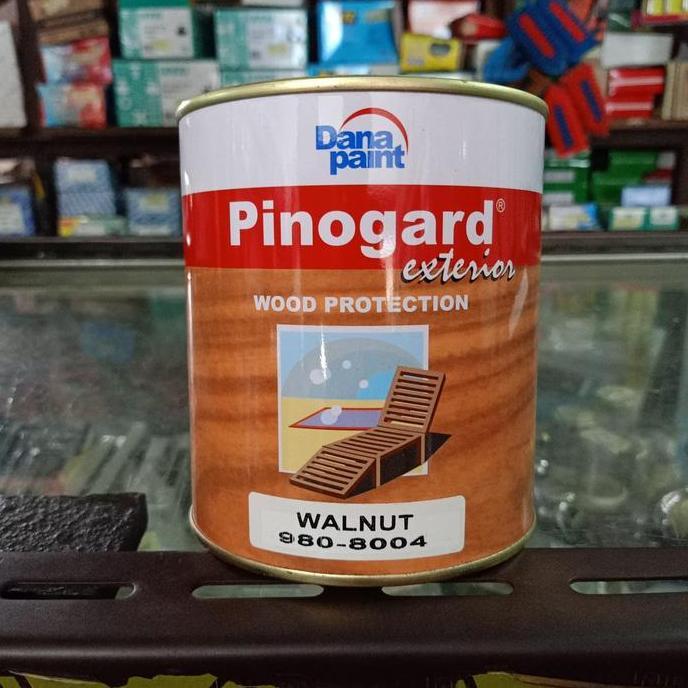 Dana
paint
Pinogard®
exterior
WOOD PROTECTION
WALNUT
980-8004